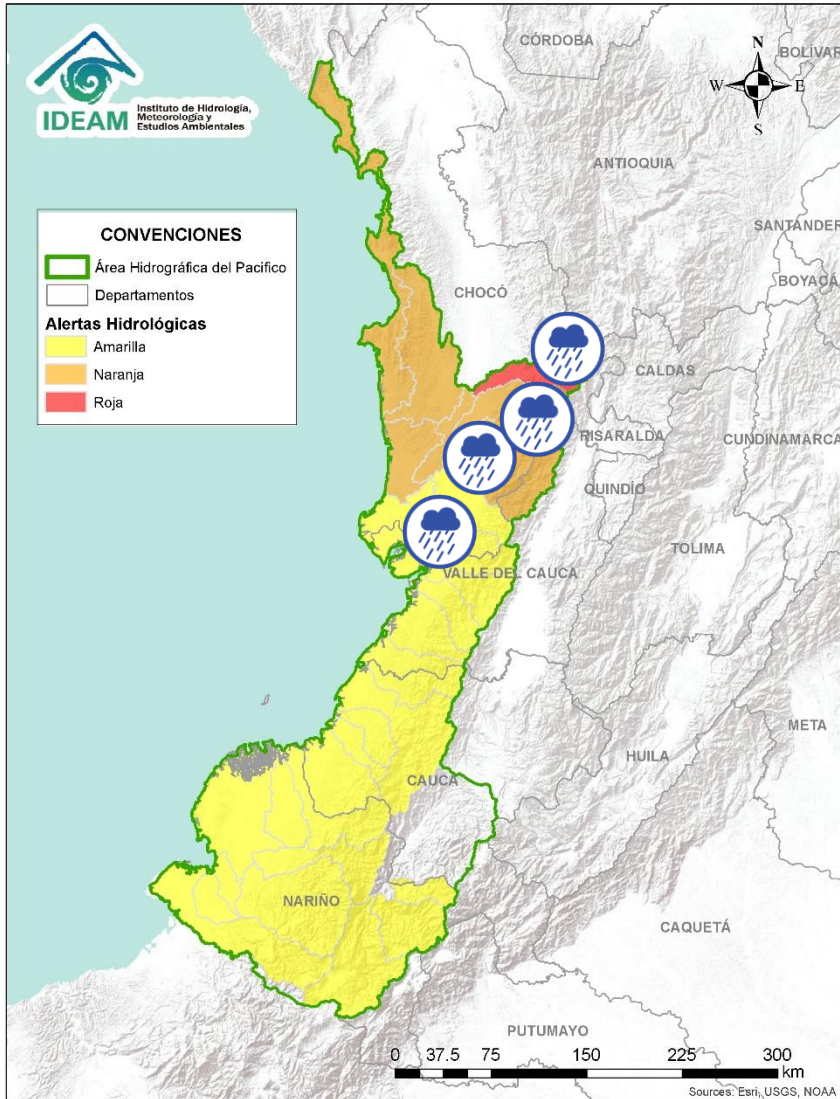 IDEAM
Instituto de Hidrología,
Meteorología y
Estudios Ambientales
CÓRDOBA
BOLÍVAR
N
W
E
S
ANTIOQUIA
SANTANDER
BOYACÁ
CONVENCIONES
Área Hidrográfica del Pacifico
Departamentos
Alertas Hidrológicas
Amarilla
Naranja
Roja
CHOCÓ
CALDAS
RISARALDA
CUNDINAMARCA
QUINDÍO
TOLIMA
VALLE DEL CAUCA
META
HUILA
CAUCA
NARIÑO
CAQUETÁ
PUTUMAYO
0 37.5 75 150 225 300
km
Sources: Esri, USGS, NOAA